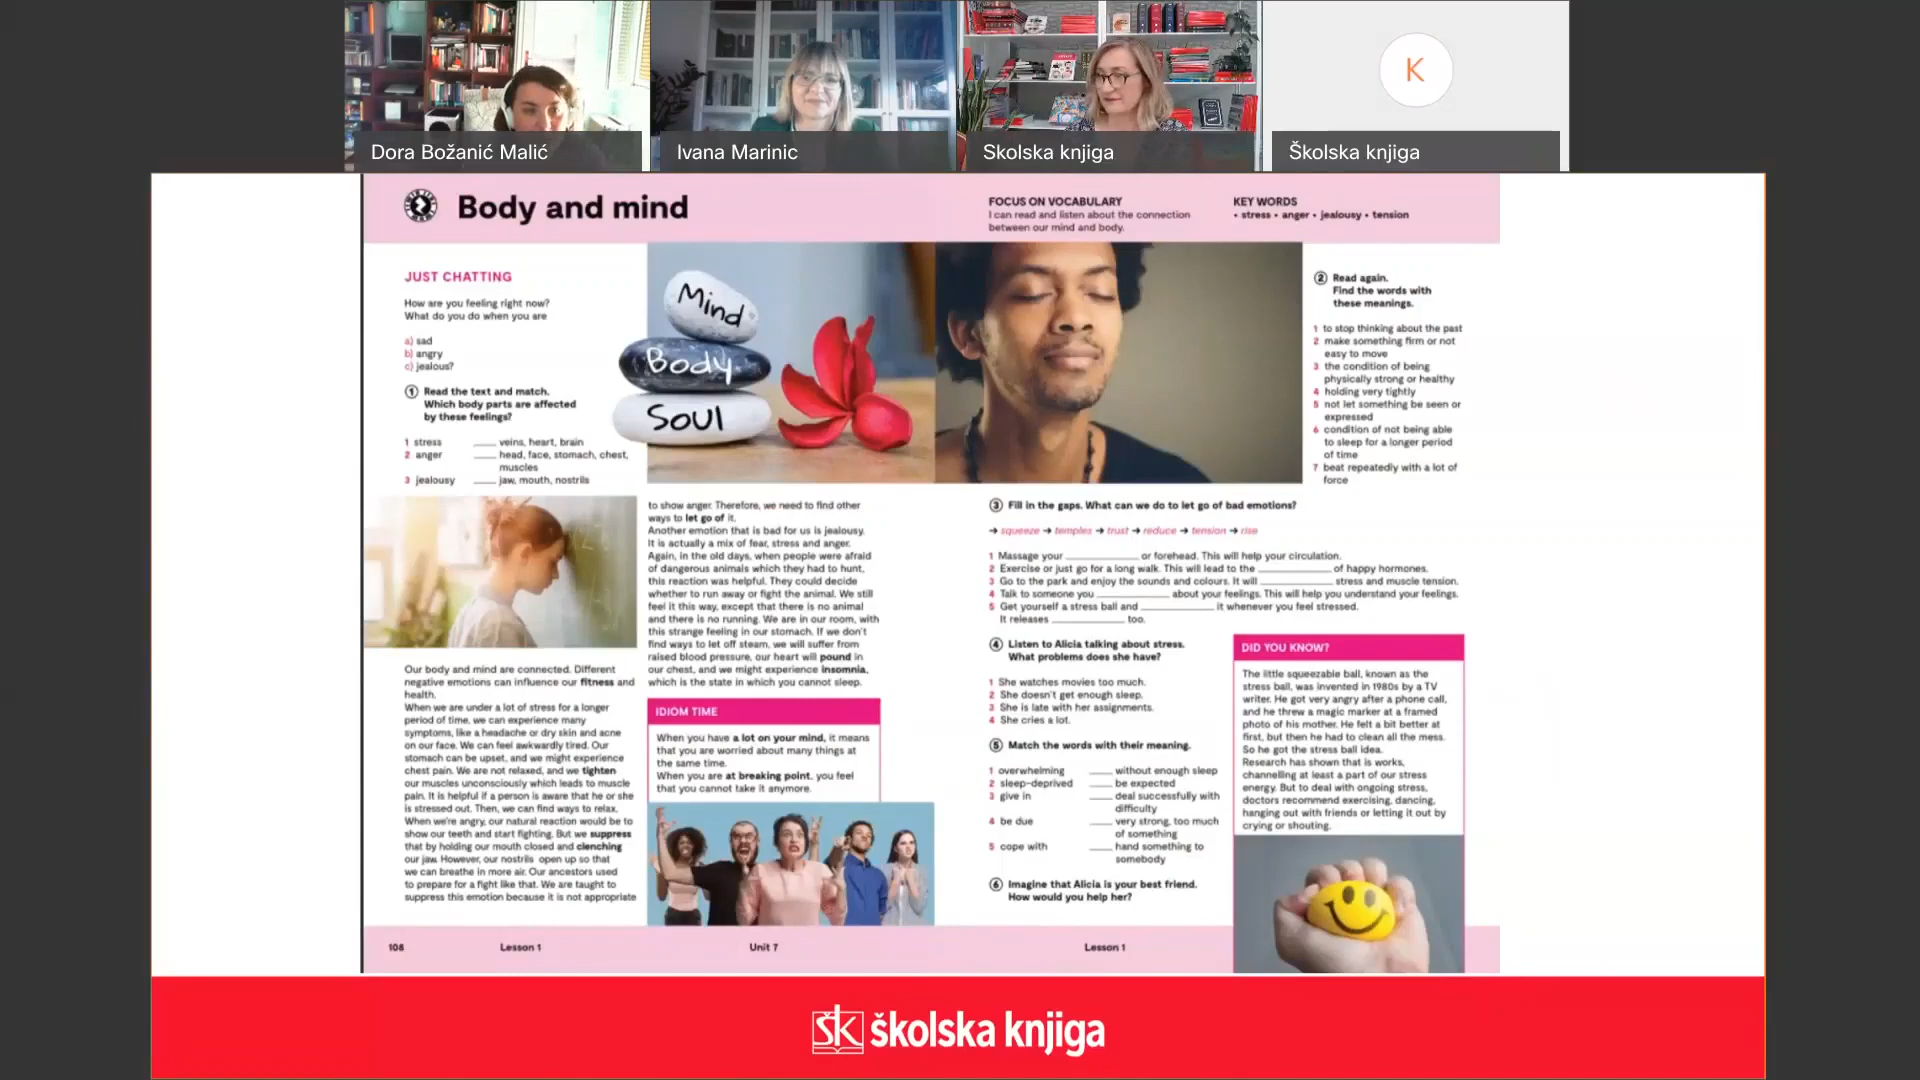 Dora Božanić Malić
Ivana Marinic
Skolska knjiga
K
Školska knjiga
Body and mind
FOCUS ON VOCABULARY
I can read and listen about the connection
between our mind and body.
KEY WORDS
• stress • anger • jealousy • tension
JUST CHATTING
How are you feeling right now?
What do you do when you are
a) sad
b) angry
c) jealous?
1 Read the text and match.
Which body parts are affected
by these feelings?
1 stress ____ veins, heart, brain
2 anger ____ head, face, stomach, chest,
muscles
3 jealousy ____ jaw, mouth, nostrils
Mind
Body
Soul
Our body and mind are connected. Different
negative emotions can influence our fitness and
health.
When we are under a lot of stress for a longer
period of time, we can experience many
symptoms, like a headache or dry skin and acne
on our face. We can feel awkwardly tired. Our
stomach can be upset, and we might experience
chest pain. We are not relaxed, and we tighten
our muscles unconsciously which leads to muscle
pain. It is helpful if a person is aware that he or she
is stressed out. Then, we can find ways to relax.
When we're angry, our natural reaction would be to
show our teeth and start fighting. But we suppress
that by holding our mouth closed and clenching
our jaw. However, our nostrils open up so that
we can breathe in more air. Our ancestors used
to prepare for a fight like that. We are taught to
suppress this emotion because it is not appropriate
to show anger. Therefore, we need to find other
ways to let go of it.
Another emotion that is bad for us is jealousy.
It is actually a mix of fear, stress and anger.
Again, in the old days, when people were afraid
of dangerous animals which they had to hunt,
this reaction was helpful. They could decide
whether to run away or fight the animal. We still
feel it this way, except that there is no animal
and there is no running. We are in our room, with
this strange feeling in our stomach. If we don't
find ways to let off steam, we will suffer from
raised blood pressure, our heart will pound in
our chest, and we might experience insomnia,
which is the state in which you cannot sleep.
IDIOM TIME
When you have a lot on your mind, it means
that you are worried about many things at
the same time.
When you are at breaking point, you feel
that you cannot take it anymore.
2 Read again.
Find the words with
these meanings.
1 to stop thinking about the past
2 make something firm or not
easy to move
3 the condition of being
physically strong or healthy
4 holding very tightly
5 not let something be seen or
expressed
6 condition of not being able
to sleep for a longer period
of time
7 beat repeatedly with a lot of
force
3 Fill in the gaps. What can we do to let go of bad emotions?
→ squeeze → temples → trust → reduce → tension → rise
1 Massage your ____ or forehead. This will help your circulation.
2 Exercise or just go for a long walk. This will lead to the ____ of happy hormones.
3 Go to the park and enjoy the sounds and colours. It will ____ stress and muscle tension.
4 Talk to someone you ____ about your feelings. This will help you understand your feelings.
5 Get yourself a stress ball and ____ it whenever you feel stressed.
It releases ____ too.
4 Listen to Alicia talking about stress.
What problems does she have?
1 She watches movies too much.
2 She doesn't get enough sleep.
3 She is late with her assignments.
4 She cries a lot.
5 Match the words with their meaning.
1 overwhelming ____ without enough sleep
2 sleep-deprived ____ be expected
3 give in ____ deal successfully with
difficulty
4 be due ____ very strong, too much
of something
5 cope with ____ hand something to
somebody
6 Imagine that Alicia is your best friend.
How would you help her?
DID YOU KNOW?
The little squeezable ball, known as the
stress ball, was invented in 1980s by a TV
writer. He got very angry after a phone call,
and he threw a magic marker at a framed
photo of his mother. He felt a bit better at
first, but then he had to clean all the mess.
So he got the stress ball idea.
Research has shown that is works,
channelling at least a part of our stress
energy. But to deal with ongoing stress,
doctors recommend exercising, dancing,
hanging out with friends or letting it out by
crying or shouting.
108
Lesson 1
Unit 7
Lesson 1
ŠK školska knjiga